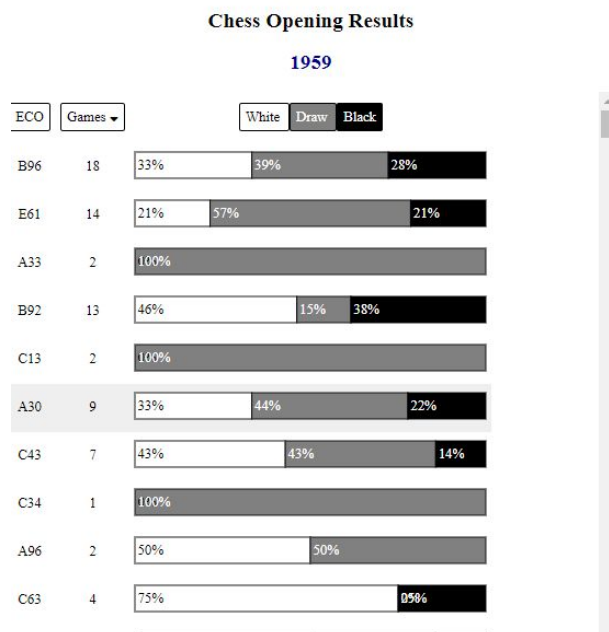 Chess Opening Results
1959
ECO Games White Draw Black
B96 18 33% 39% 28%
E61 14 21% 57% 21%
A33 2 100%
B92 13 46% 15% 38%
C13 2 100%
A30 9 33% 44% 22%
C43 7 43% 43% 14%
C34 1 100%
A96 2 50% 50%
C63 4 75%